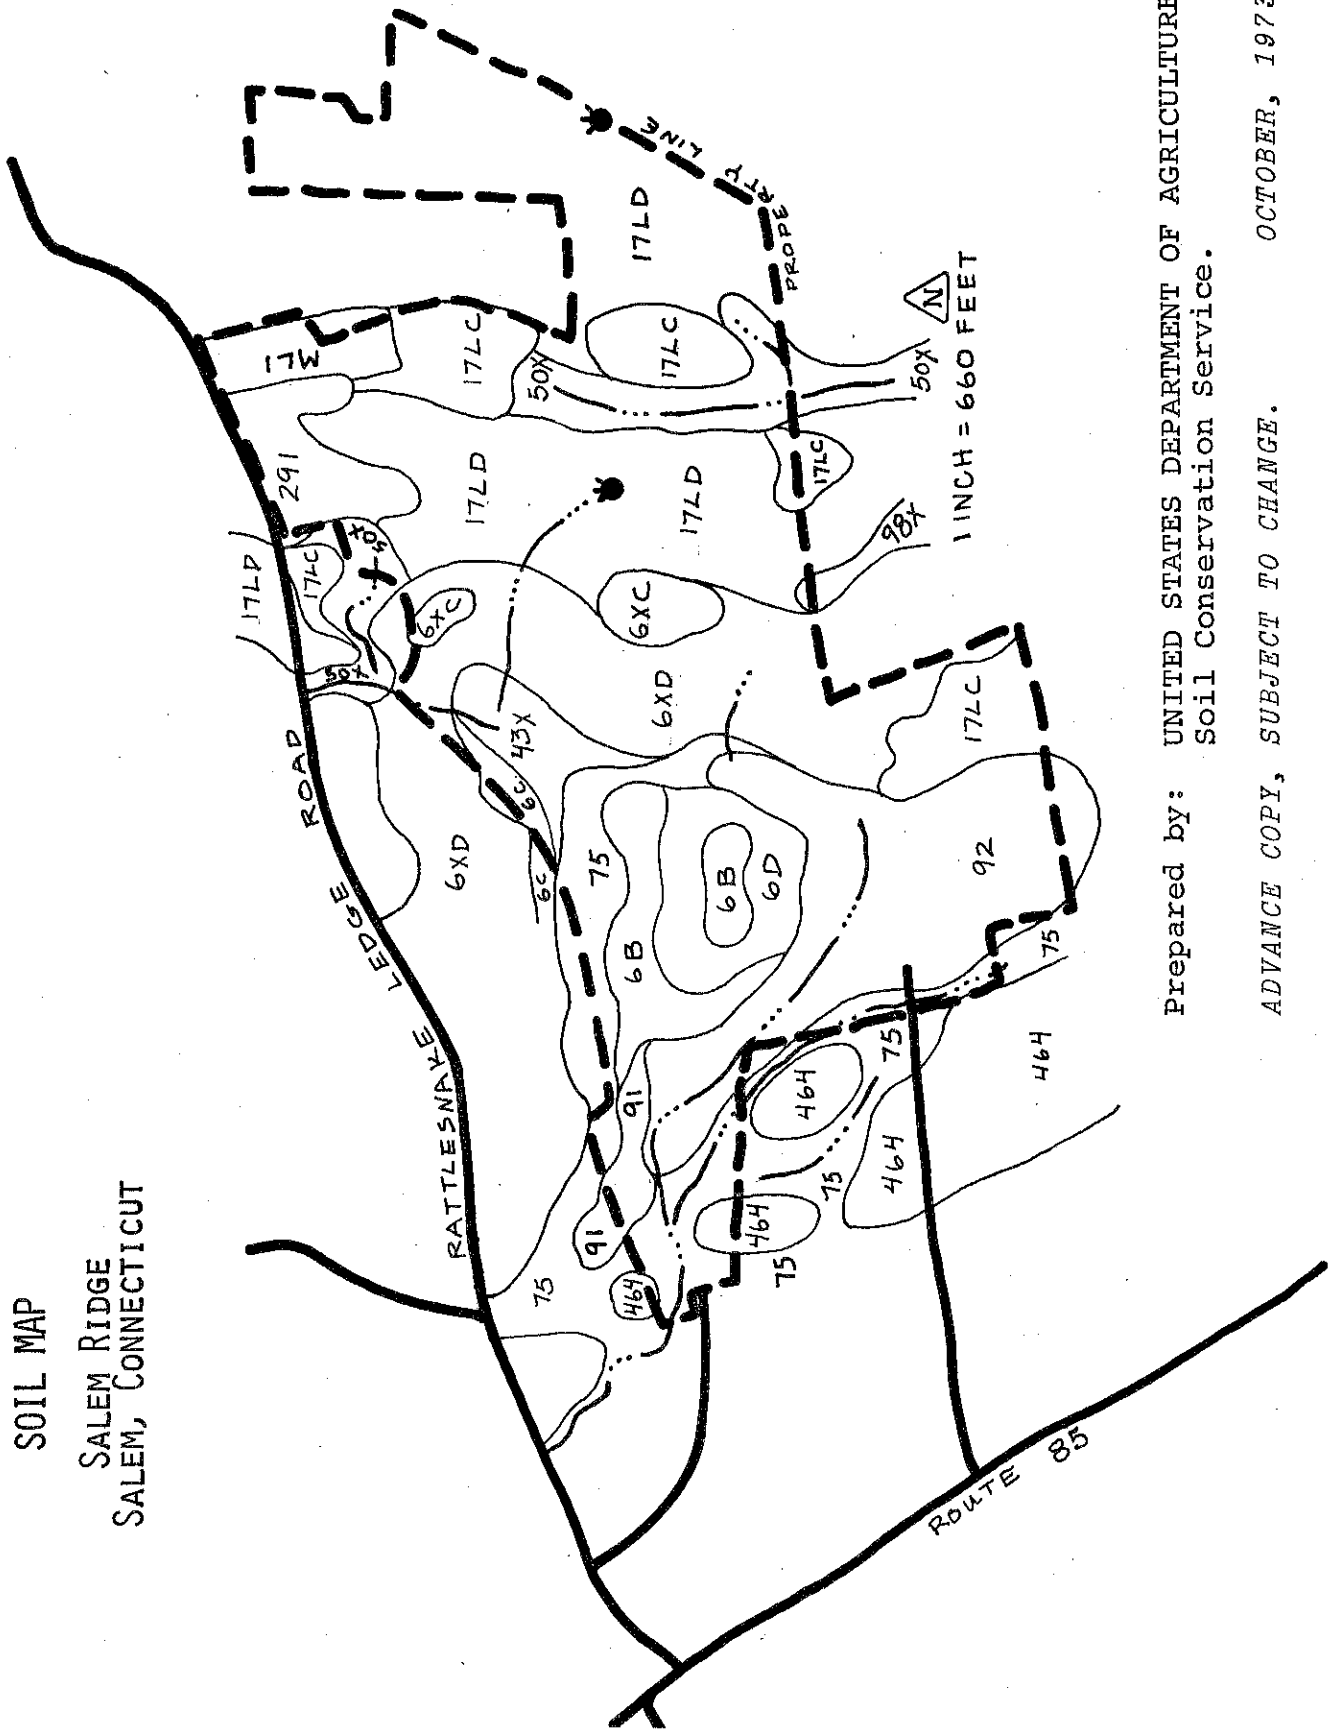 SOIL MAP
SALEM RIDGE
SALEM, CONNECTICUT
RATTLESNAKE LEDGE ROAD
ROUTE 85
PROPERTY LINE
17LD
291
17LC
50X
50X
17LC
50X
17LC
17LD
17LD
17LD
17LC
50X
17LC
98X
6XC
6XC
6XD
43X
6C
6C
6XD
75
6B
6B
6D
92
17LC
75
91
91
464
75
464
75
464
75
75
464
464
N
1 INCH = 660 FEET
Prepared by: UNITED STATES DEPARTMENT OF AGRICULTURE
Soil Conservation Service.
ADVANCE COPY, SUBJECT TO CHANGE. OCTOBER, 1973